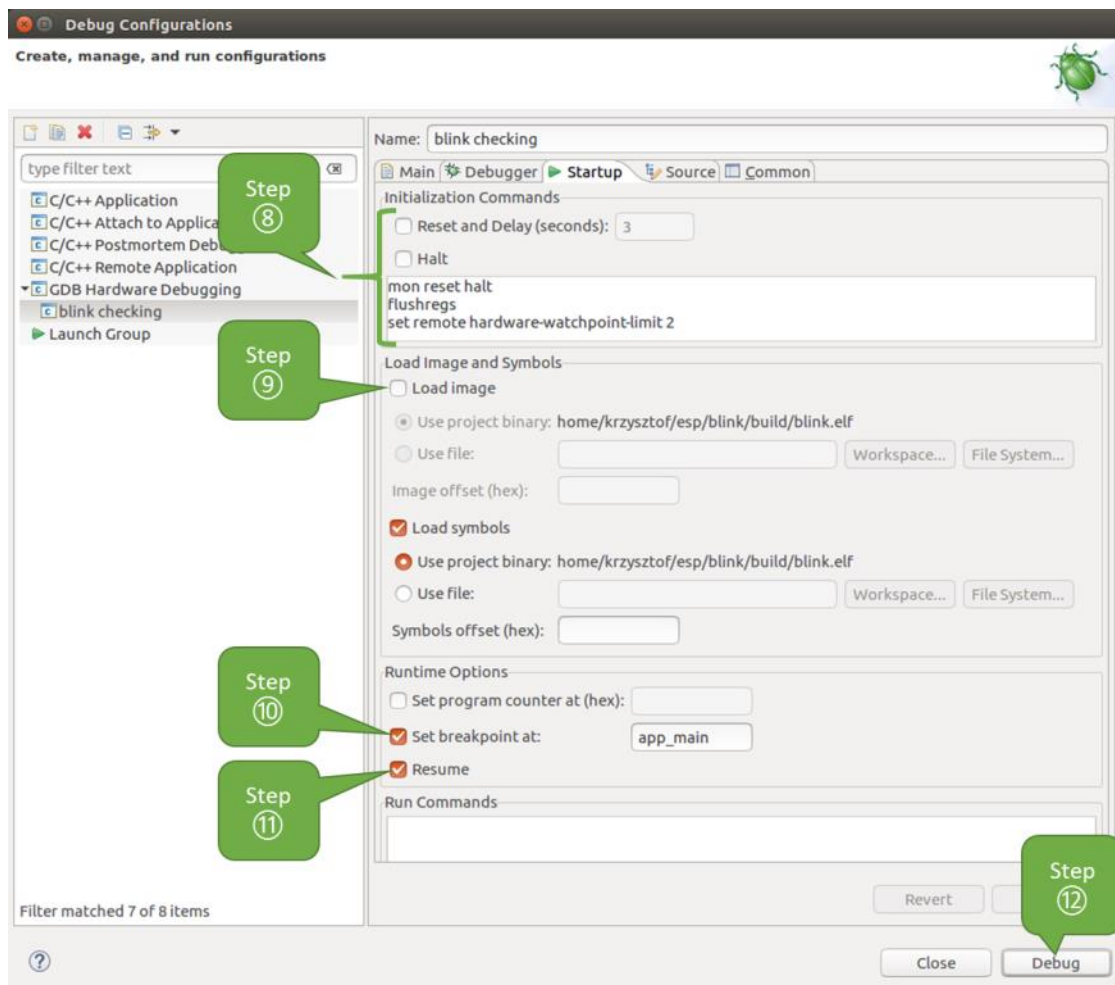 Debug Configurations
Create, manage, and run configurations
type filter text
C/C++ Application
C/C++ Attach to Applica
C/C++ Postmortem Debug
C/C++ Remote Application
GDB Hardware Debugging
blink checking
Launch Group
Filter matched 7 of 8 items
Step
⑧
Step
⑨
Step
⑩
Step
⑪
Step
⑫
Name: blink checking
Main Debugger Startup Source Common
Initialization Commands
Reset and Delay (seconds): 3
Halt
mon reset halt
flushregs
set remote hardware-watchpoint-limit 2
Load Image and Symbols
Load image
Use project binary: home/krzysztof/esp/blink/build/blink.elf
Use file: Workspace... File System...
Image offset (hex):
Load symbols
Use project binary: home/krzysztof/esp/blink/build/blink.elf
Use file: Workspace... File System...
Symbols offset (hex):
Runtime Options
Set program counter at (hex):
Set breakpoint at: app_main
Resume
Run Commands
Revert
? Close Debug